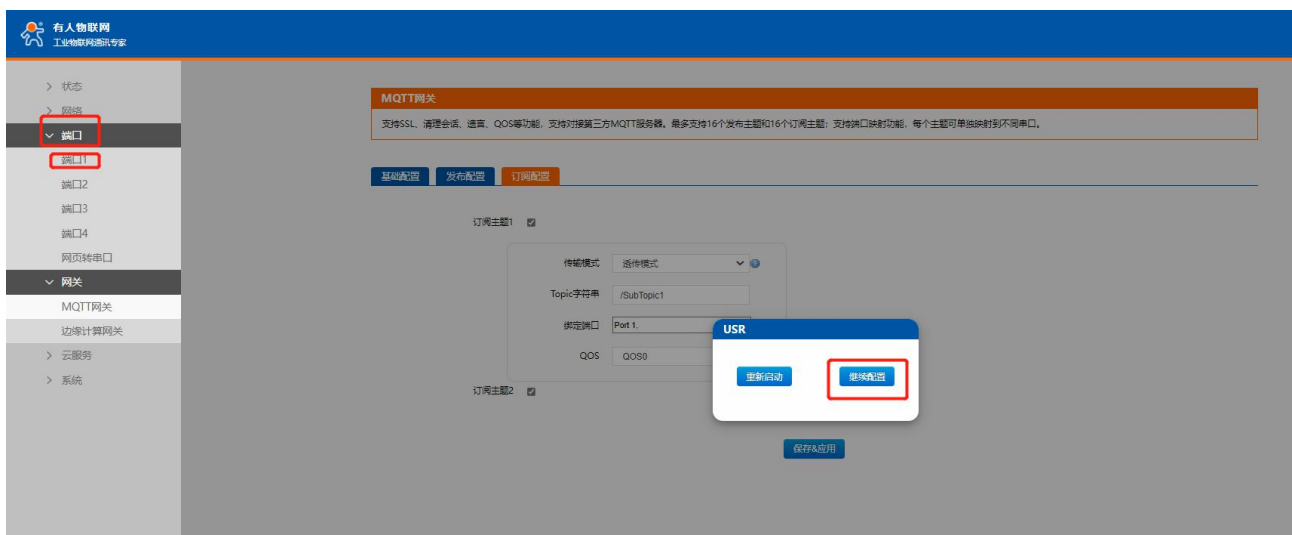 有人物联网
工业物联网通讯专家
状态
网络
端口
端口1
端口2
端口3
端口4
网页转串口
网关
MQTT网关
边缘计算网关
云服务
系统
MQTT网关
支持SSL、清理会话、遗言、QOS等功能，支持对接第三方MQTT服务器。最多支持16个发布主题和16个订阅主题；支持端口映射功能，每个主题可单独映射到不同串口。
基础配置 发布配置 订阅配置
订阅主题1
传输模式 透传模式
Topic字符串 /SubTopic1
绑定端口 Port 1,
QOS QOS0
订阅主题2
USR
重新启动 继续配置
保存&应用